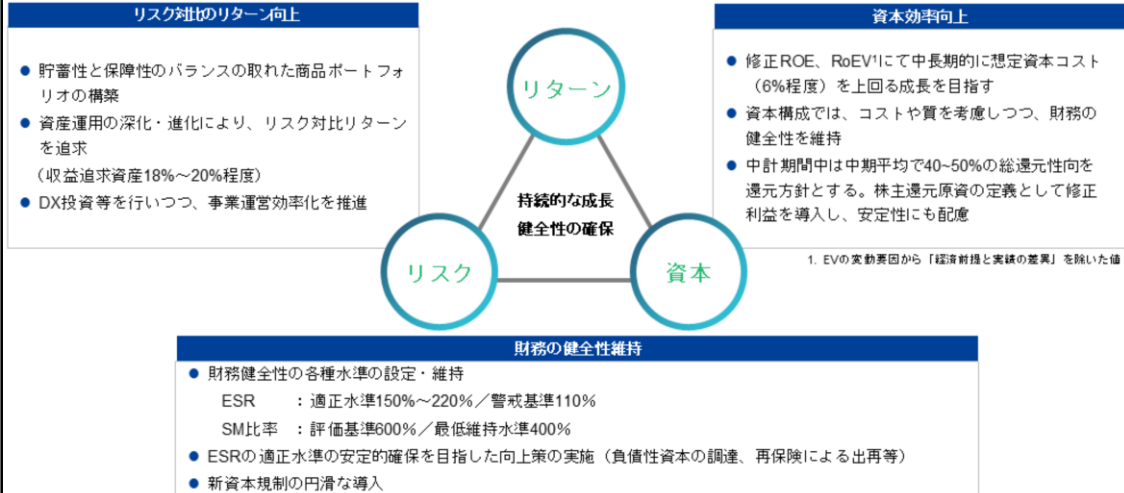 リスク対比のリターン向上
● 貯蓄性と保障性のバランスの取れた商品ポートフォ
リオの構築
● 資産運用の深化・進化により、リスク対比リターン
を追求
（収益追求資産18%～20%程度）
● DX投資等を行いつつ、事業運営効率化を推進
リターン
持続的な成長
健全性の確保
リスク
資本
資本効率向上
● 修正ROE、RoEV¹にて中長期的に想定資本コスト
（6%程度）を上回る成長を目指す
● 資本構成では、コストや質を考慮しつつ、財務の
健全性を維持
● 中計期間中は中期平均で40~50%の総還元性向を
還元方針とする。株主還元原資の定義として修正
利益を導入し、安定性にも配慮
1. EVの変動要因から「経済前提と実績の差異」を除いた値
財務の健全性維持
● 財務健全性の各種水準の設定・維持
ESR ：適正水準150%～220%／警戒基準110%
SM比率 ：評価基準600%／最低維持水準400%
● ESRの適正水準の安定的確保を目指した向上策の実施（負債性資本の調達、再保険による出再等）
● 新資本規制の円滑な導入